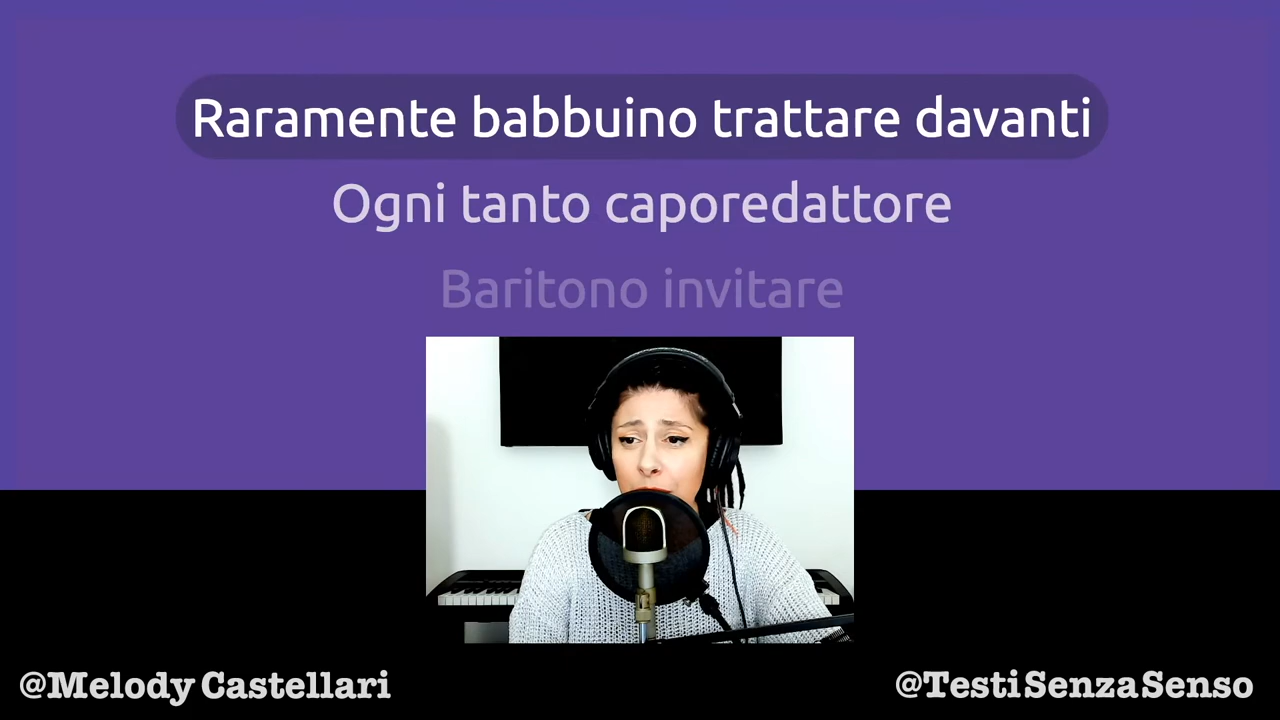 Raramente babbuino trattare davanti
Ogni tanto caporedattore
Baritono invitare
@Melody Castellari
@TestiSenzaSenso